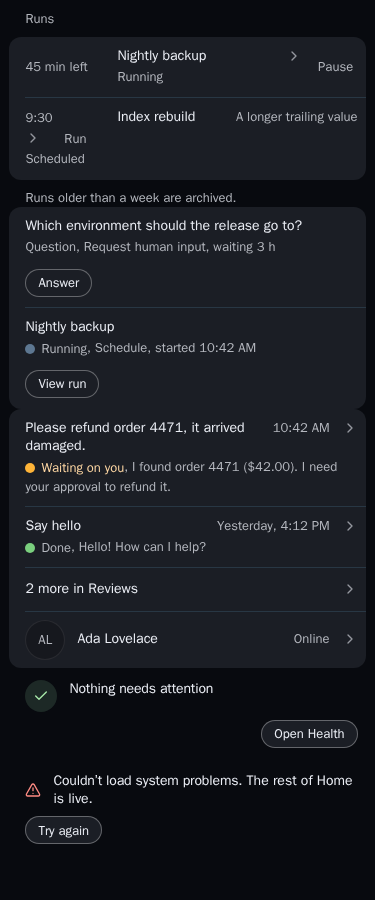 Runs
45 min left
Nightly backup
Running
Pause
9:30
Index rebuild
A longer trailing value
Run
Scheduled
Runs older than a week are archived.
Which environment should the release go to?
Question, Request human input, waiting 3 h
Answer
Nightly backup
Running, Schedule, started 10:42 AM
View run
Please refund order 4471, it arrived
damaged.
10:42 AM
Waiting on you, I found order 4471 ($42.00). I need
your approval to refund it.
Say hello
Yesterday, 4:12 PM
Done, Hello! How can I help?
2 more in Reviews
AL
Ada Lovelace
Online
Nothing needs attention
Open Health
Couldn't load system problems. The rest of Home
is live.
Try again